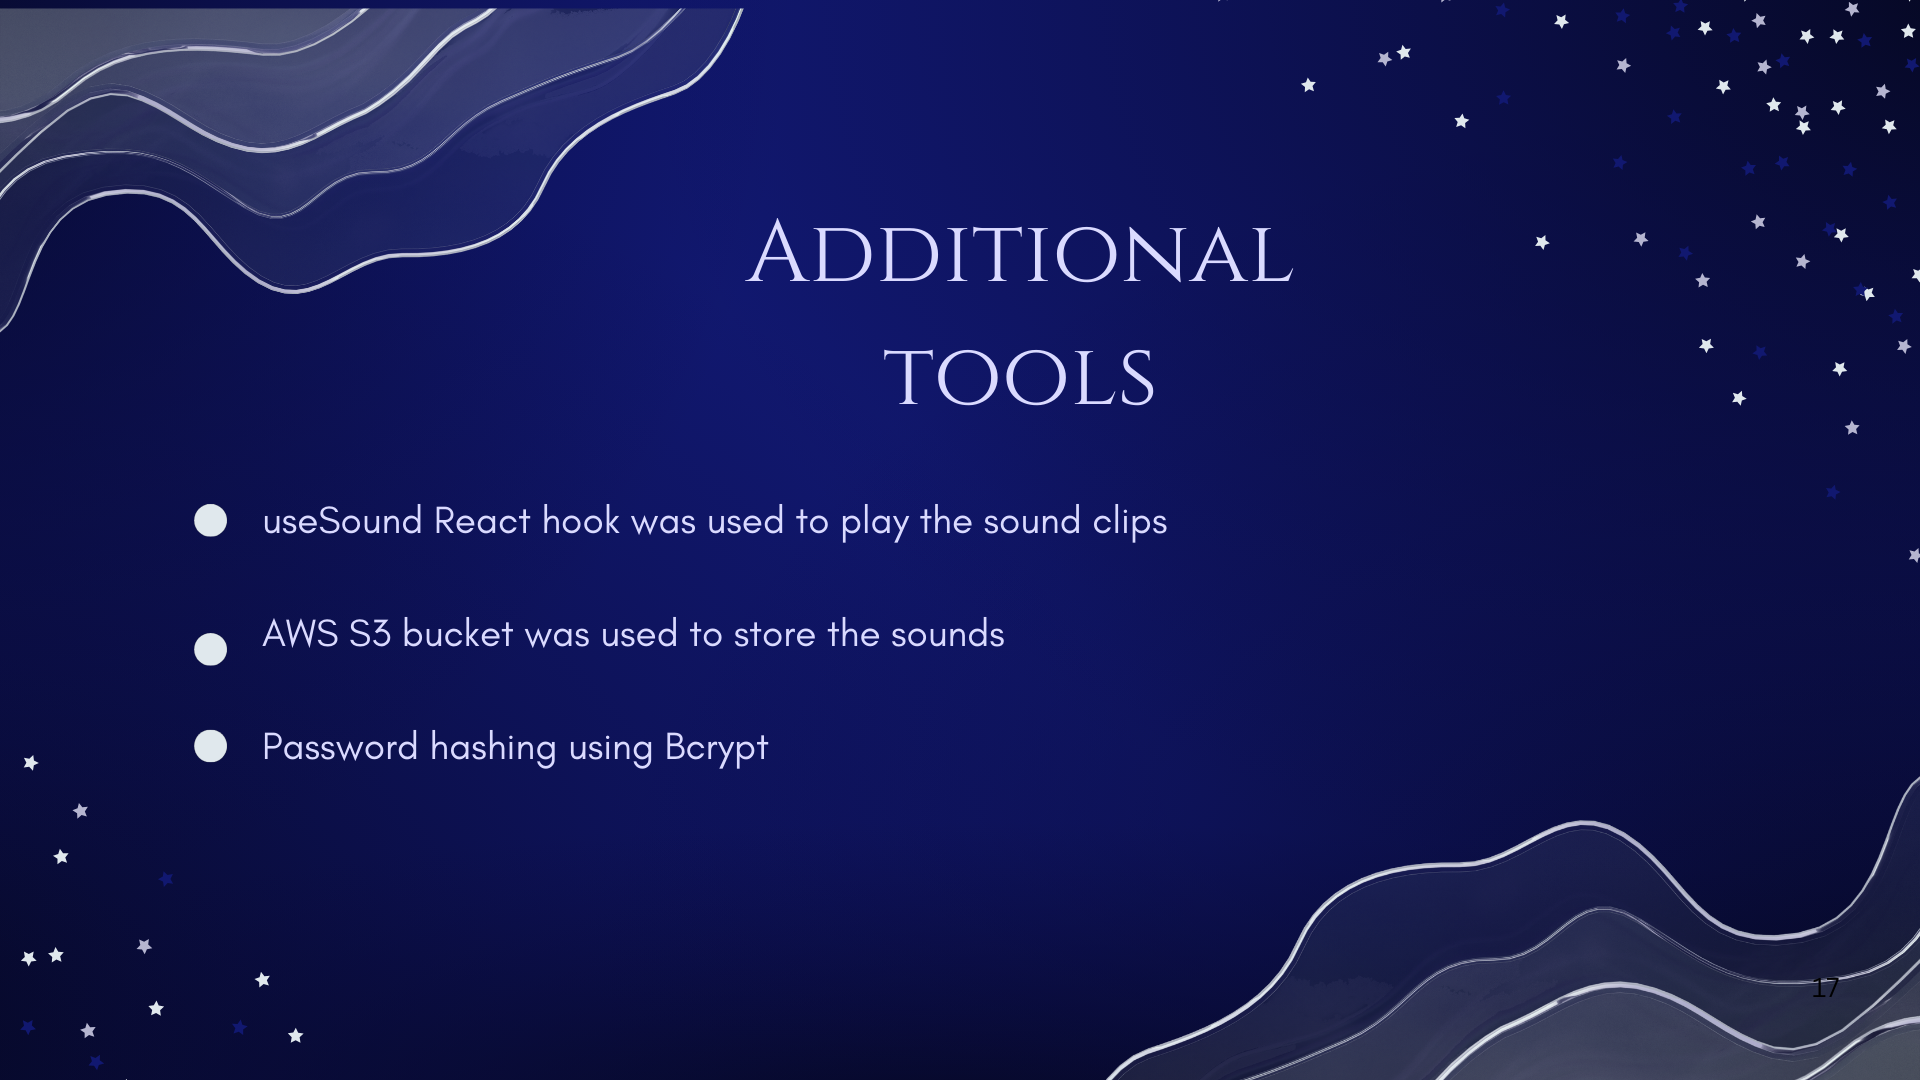 ADDITIONAL
TOOLS
useSound React hook was used to play the sound clips
AWS S3 bucket was used to store the sounds
Password hashing using Bcrypt
17